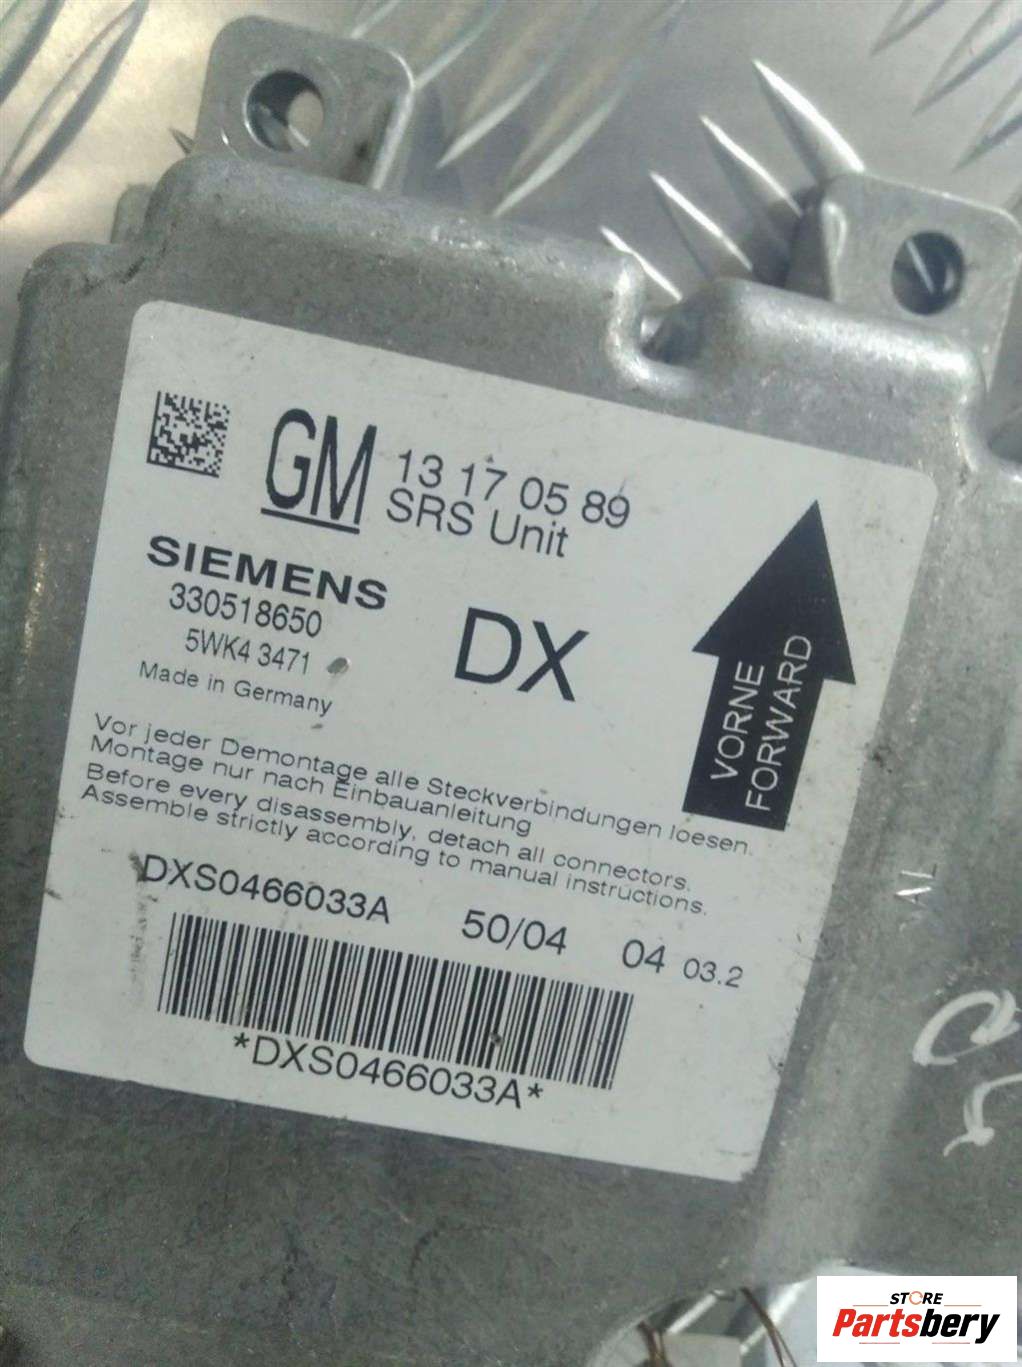 GM 13 17 05 89
SRS Unit
SIEMENS
330518650
5WK4 3471
Made in Germany
DX
VORNE
FORWARD
Vor jeder Demontage alle Steckverbindungen loesen.
Montage nur nach Einbauanleitung
Before every disassembly, detach all connectors.
Assemble strictly according to manual instructions.
DXS0466033A 50/04 04 03.2
*DXS0466033A*
AL
STORE
Partsbery